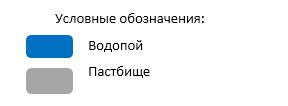 Условные обозначения:
Водопой
Пастбище